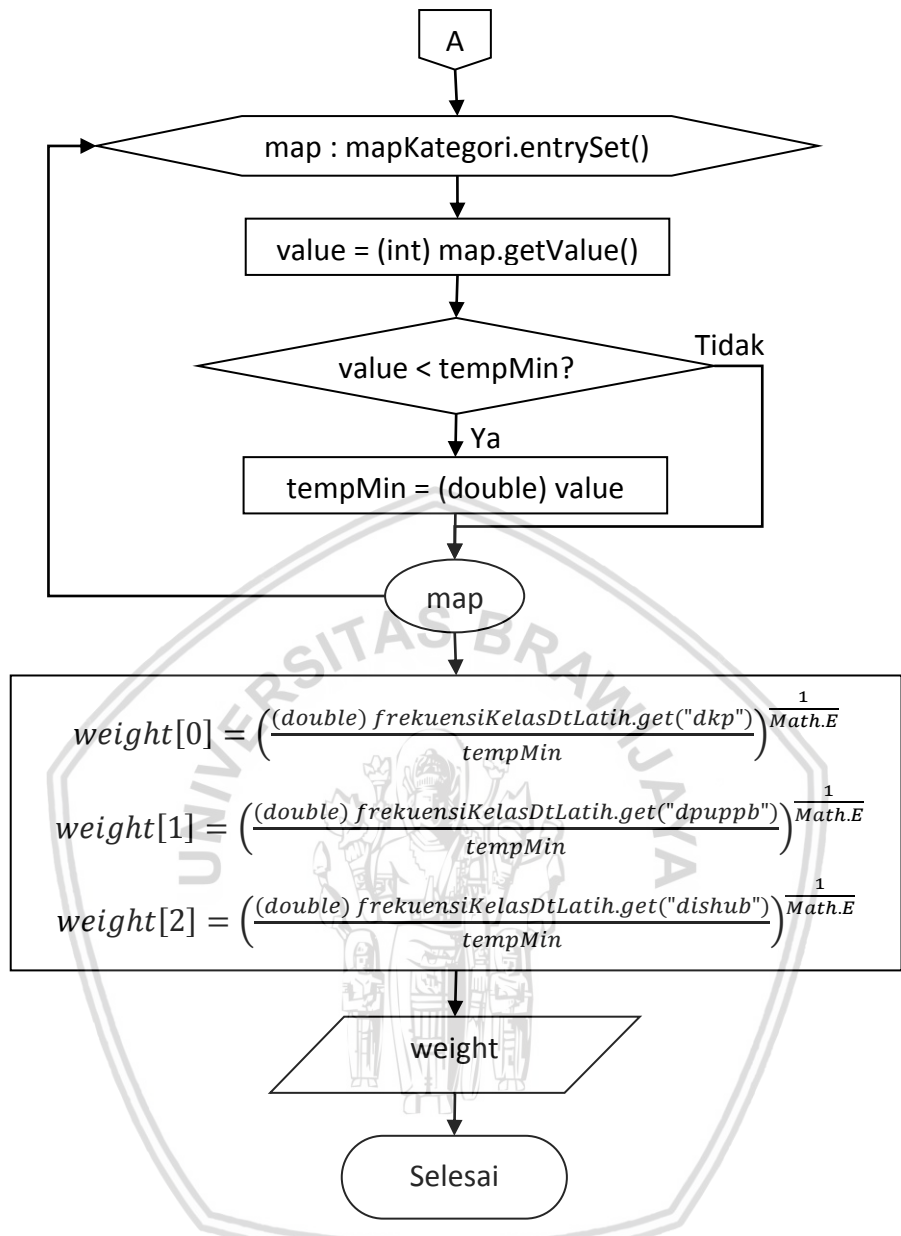 A
map : mapKategori.entrySet()
value = (int) map.getValue()
value < tempMin?
Tidak
Ya
tempMin = (double) value
map
UNIVERSITAS BRAWIJAYA
weight[0] = ((double) frekuensiKelasDtLatih.get("dkp") / tempMin)^(1/Math.E)
weight[1] = ((double) frekuensiKelasDtLatih.get("dpuppb") / tempMin)^(1/Math.E)
weight[2] = ((double) frekuensiKelasDtLatih.get("dishub") / tempMin)^(1/Math.E)
weight
Selesai